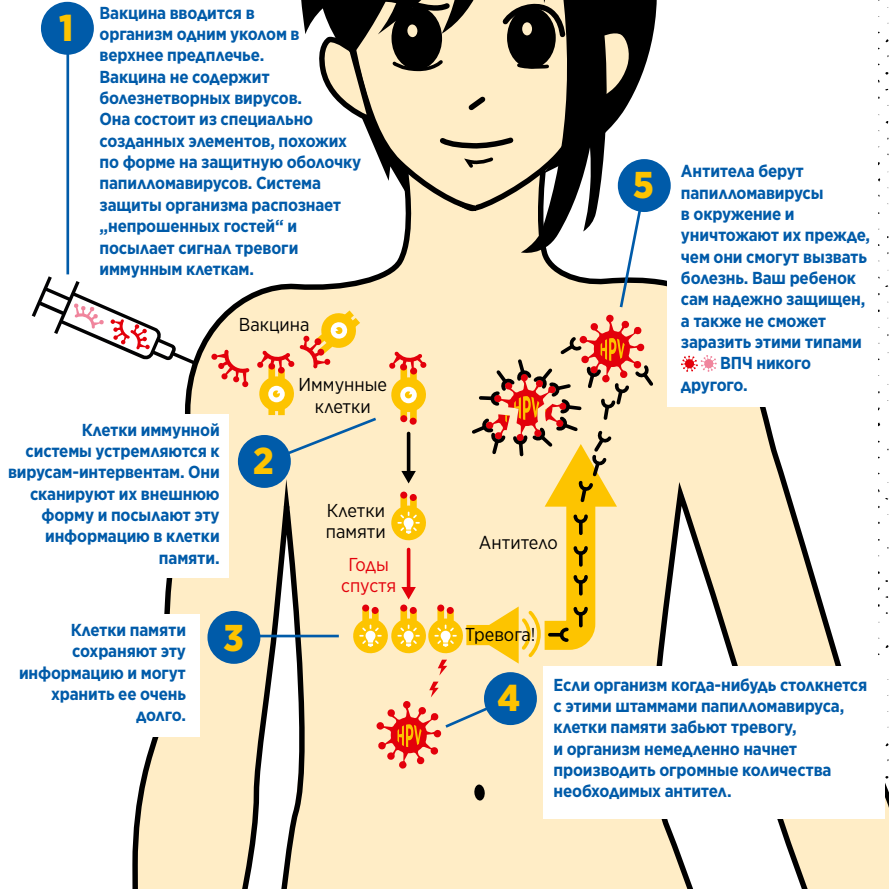 1
Вакцина вводится в
организм одним уколом в
верхнее предплечье.
Вакцина не содержит
болезнетворных вирусов.
Она состоит из специально
созданных элементов, похожих
по форме на защитную оболочку
папилломавирусов. Система
защиты организма распознает
„непрошенных гостей“ и
посылает сигнал тревоги
иммунным клеткам.
Вакцина
Иммунные
клетки
2
Клетки иммунной
системы устремляются к
вирусам-интервентам. Они
сканируют их внешнюю
форму и посылают эту
информацию в клетки
памяти.
Клетки
памяти
Годы
спустя
3
Клетки памяти
сохраняют эту
информацию и могут
хранить ее очень
долго.
Тревога!
HPV
4
Если организм когда-нибудь столкнется
с этими штаммами папилломавируса,
клетки памяти забьют тревогу,
и организм немедленно начнет
производить огромные количества
необходимых антител.
Антитело
HPV
HPV
5
Антитела берут
папилломавирусы
в окружение и
уничтожают их прежде,
чем они смогут вызвать
болезнь. Ваш ребенок
сам надежно защищен,
а также не сможет
заразить этими типами
ВПЧ никого
другого.